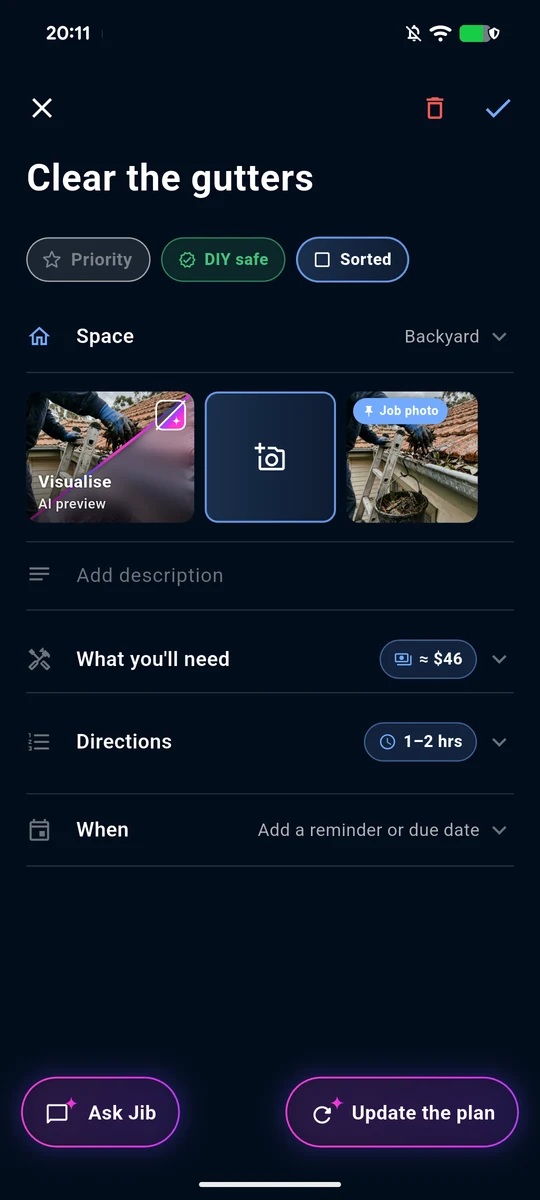 20:11
Clear the gutters
Priority
DIY safe
Sorted
Space
Backyard
Visualise
AI preview
Job photo
Add description
What you'll need
≈ $46
Directions
1–2 hrs
When
Add a reminder or due date
Ask Jib
Update the plan